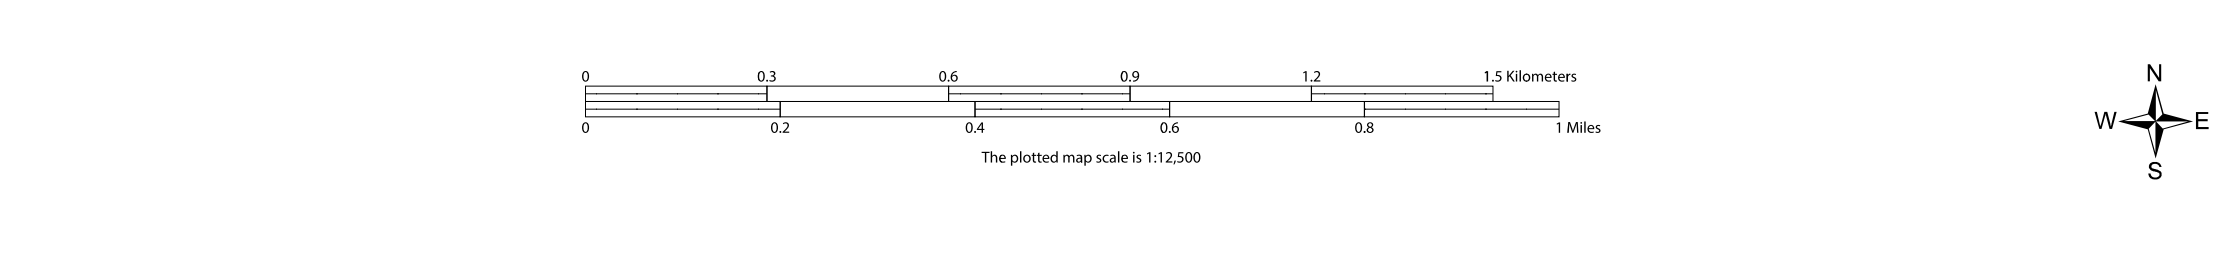 0 0.3 0.6 0.9 1.2 1.5 Kilometers
0 0.2 0.4 0.6 0.8 1 Miles
The plotted map scale is 1:12,500
N
W E
S